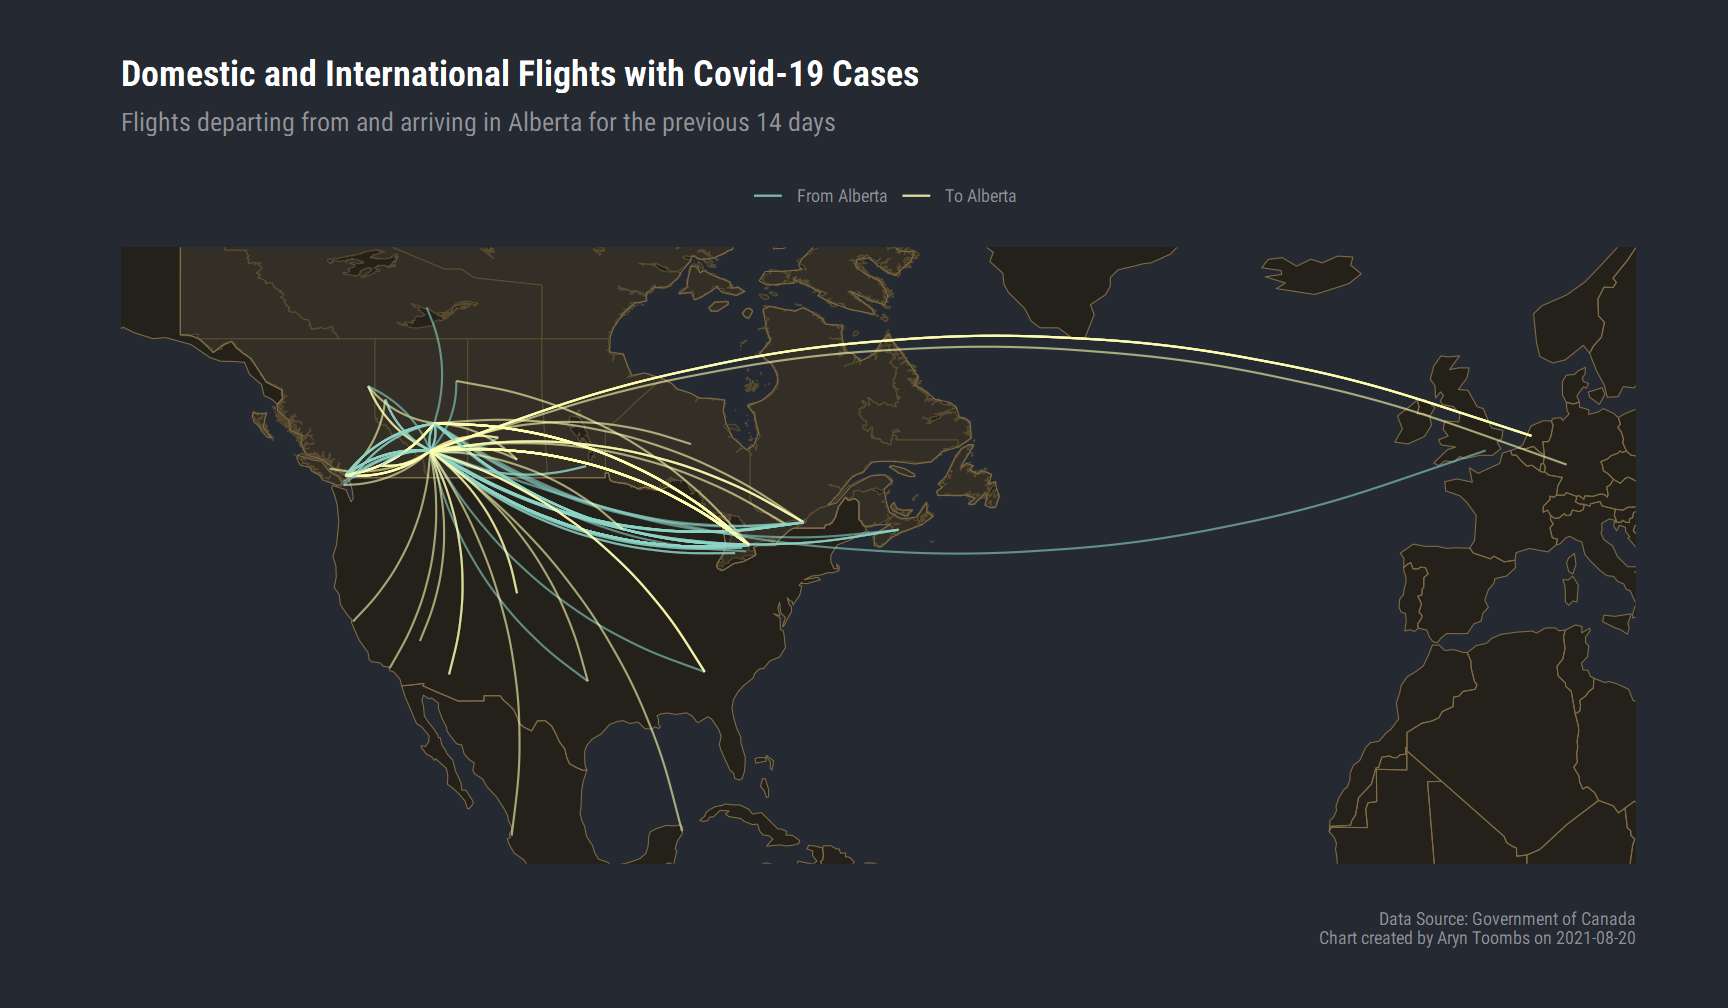 Domestic and International Flights with Covid-19 Cases
Flights departing from and arriving in Alberta for the previous 14 days
From Alberta To Alberta
Data Source: Government of Canada
Chart created by Aryn Toombs on 2021-08-20